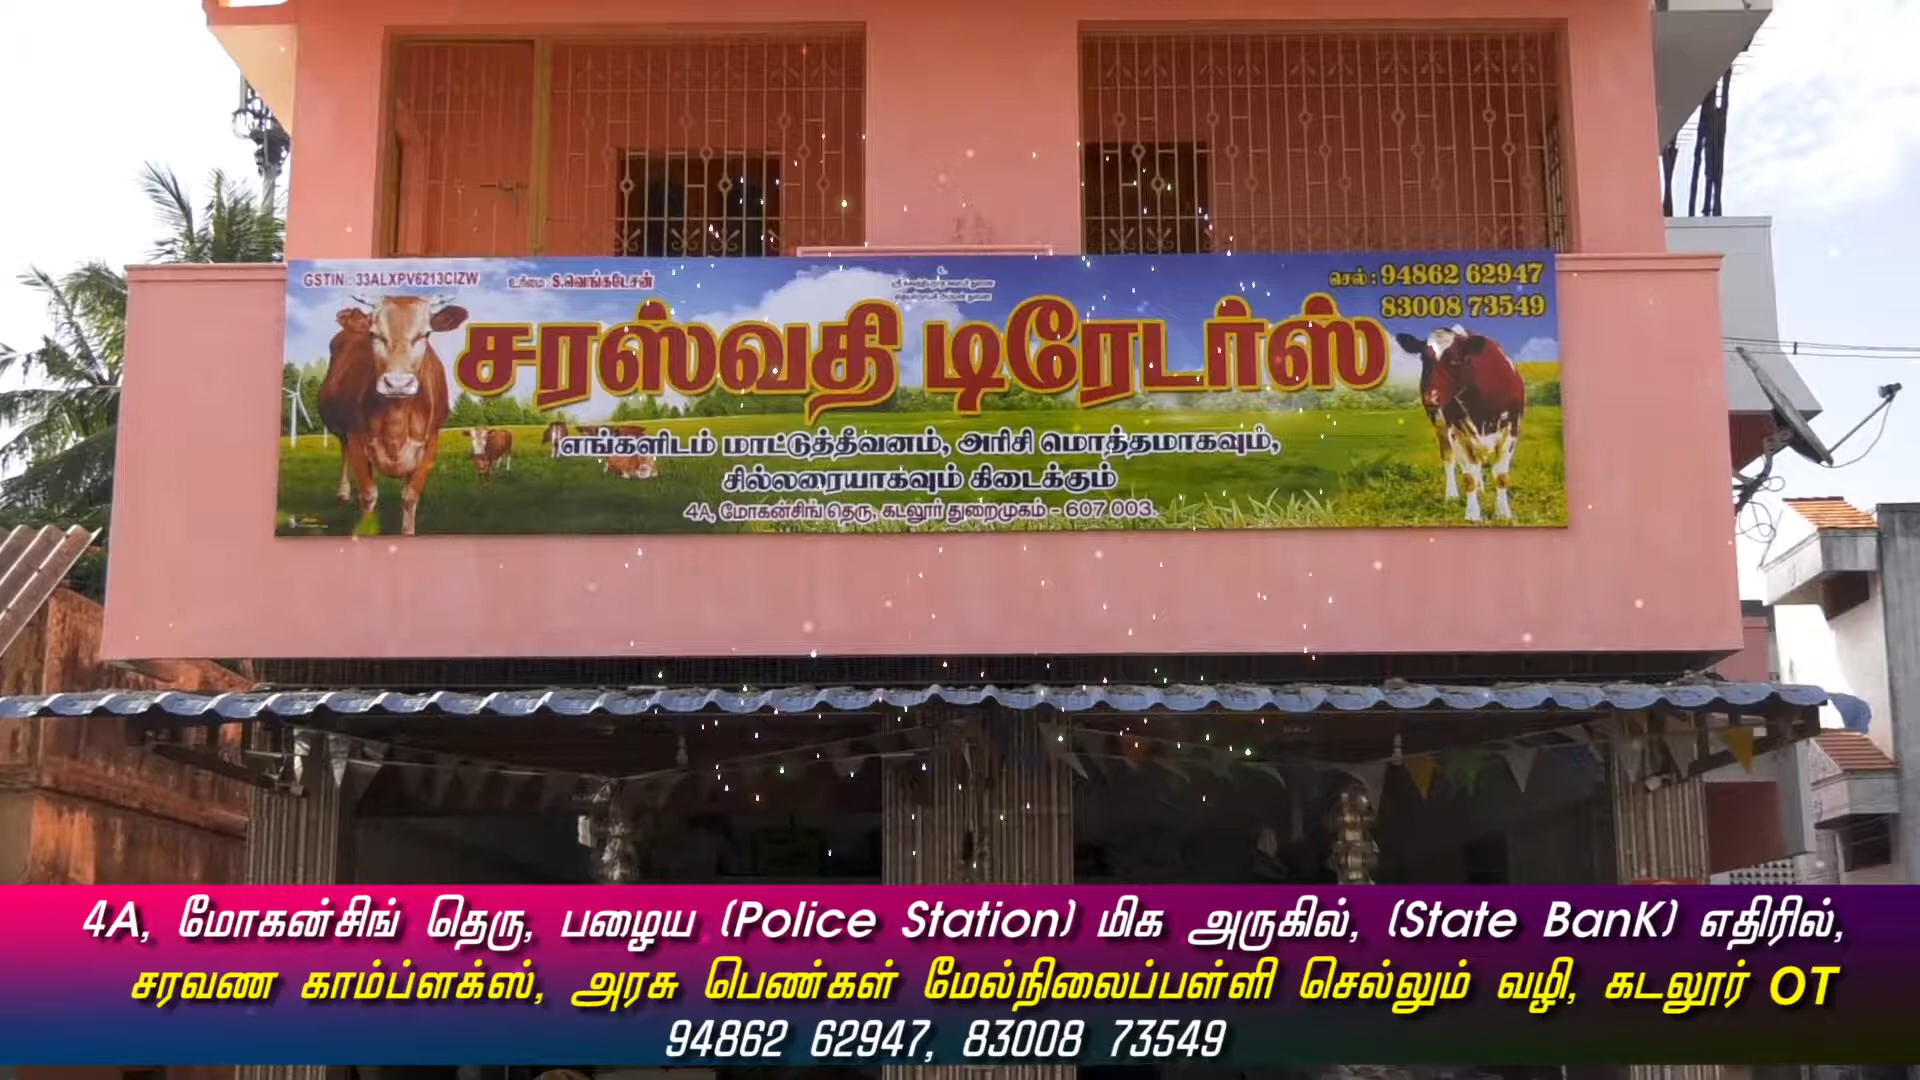 GSTIN : 33ALXPV6213CIZW உரிமை S.வெங்கடேசன் செல் : 94862 62947
83008 73549
சரஸ்வதி டிரேடர்ஸ்
எங்களிடம் மாட்டுத்தீவனம், அரிசி மொத்தமாகவும்,
சில்லரையாகவும் கிடைக்கும்
4A, மோகன்சிங் தெரு, கடலூர் துறைமுகம் - 607 003.
4A, மோகன்சிங் தெரு, பழைய (Police Station) மிக அருகில், (State BanK) எதிரில்,
சரவண காம்ப்ளக்ஸ், அரசு பெண்கள் மேல்நிலைப்பள்ளி செல்லும் வழி, கடலூர் OT
94862 62947, 83008 73549